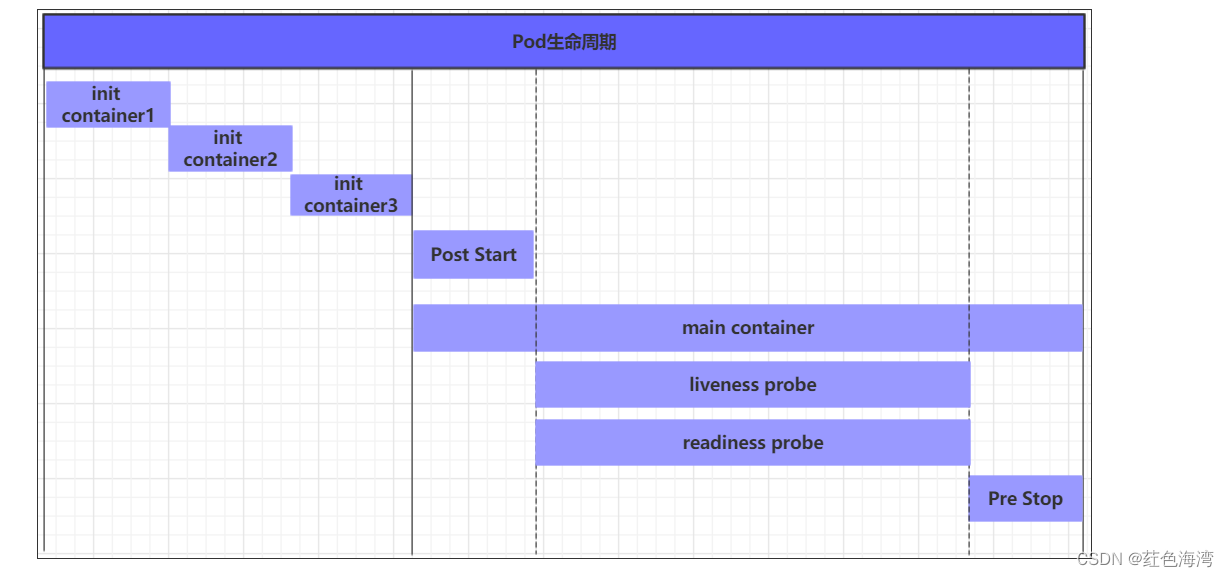 Pod生命周期
init
container1
init
container2
init
container3
Post Start
main container
liveness probe
readiness probe
Pre Stop
CSDN @荭色海湾